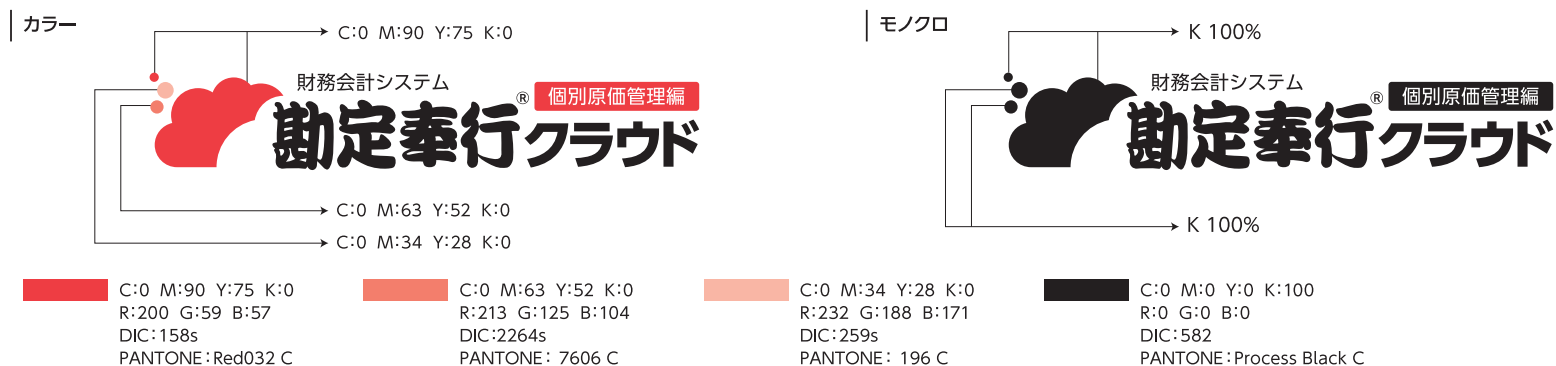 カラー
C:0 M:90 Y:75 K:0
財務会計システム
勘定奉行クラウド® 個別原価管理編
C:0 M:63 Y:52 K:0
C:0 M:34 Y:28 K:0
モノクロ
K 100%
財務会計システム
勘定奉行クラウド® 個別原価管理編
K 100%
C:0 M:90 Y:75 K:0
R:200 G:59 B:57
DIC:158s
PANTONE:Red032 C
C:0 M:63 Y:52 K:0
R:213 G:125 B:104
DIC:2264s
PANTONE: 7606 C
C:0 M:34 Y:28 K:0
R:232 G:188 B:171
DIC:259s
PANTONE: 196 C
C:0 M:0 Y:0 K:100
R:0 G:0 B:0
DIC:582
PANTONE:Process Black C